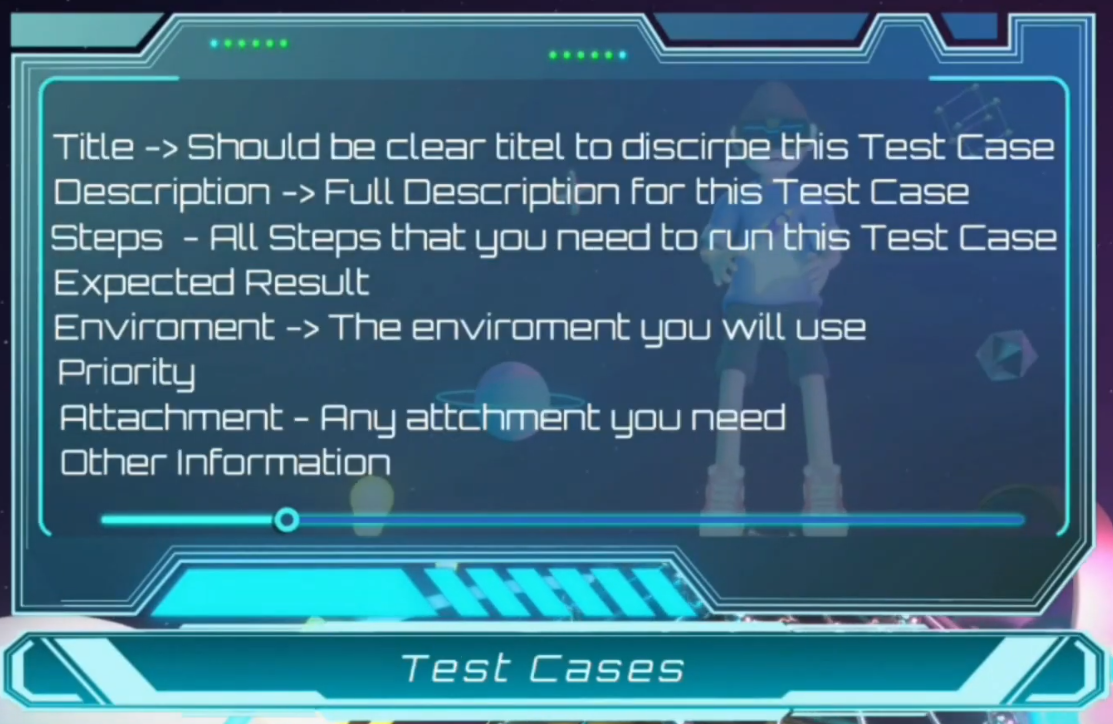 Title -> Should be clear titel to discirpe this Test Case
Description -> Full Description for this Test Case
Steps - All Steps that you need to run this Test Case
Expected Result
Enviroment -> The enviroment you will use
Priority
Attachment - Any attchment you need
Other Information
Test Cases